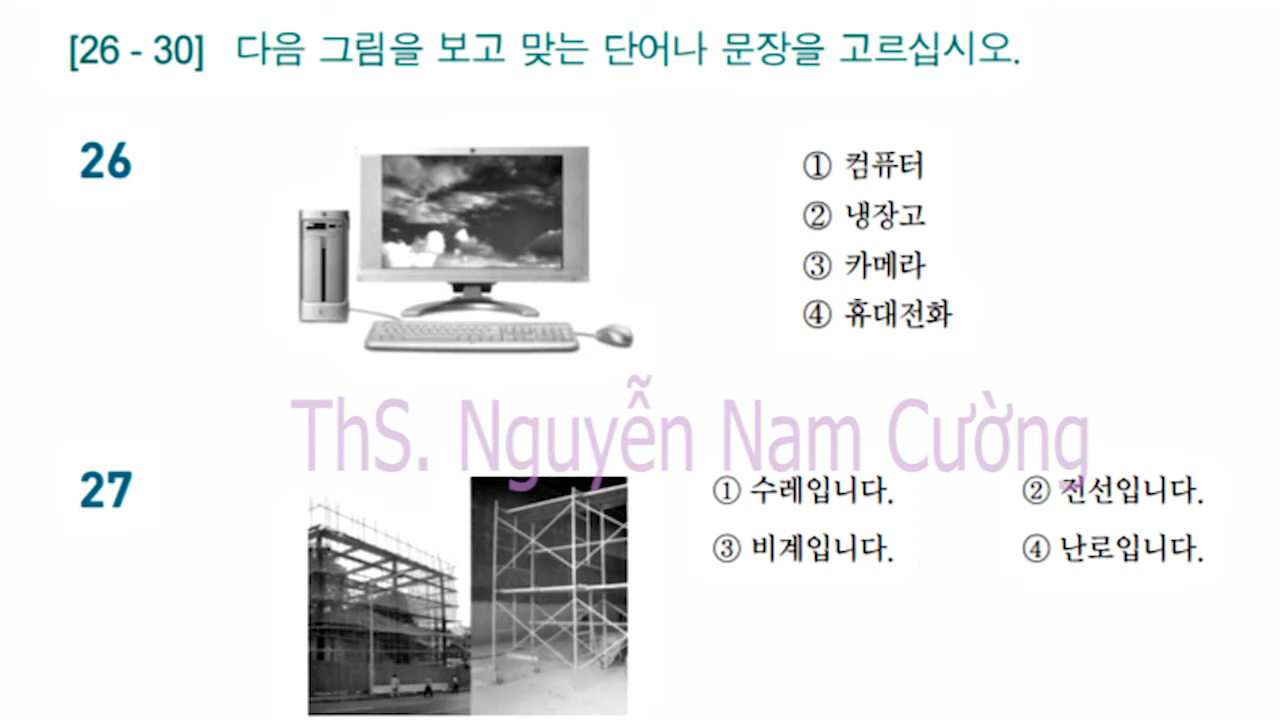 [26 - 30] 다음 그림을 보고 맞는 단어나 문장을 고르십시오.
26
① 컴퓨터
② 냉장고
③ 카메라
④ 휴대전화
ThS. Nguyễn Nam Cường
27
① 수레입니다. ② 전선입니다.
③ 비계입니다. ④ 난로입니다.